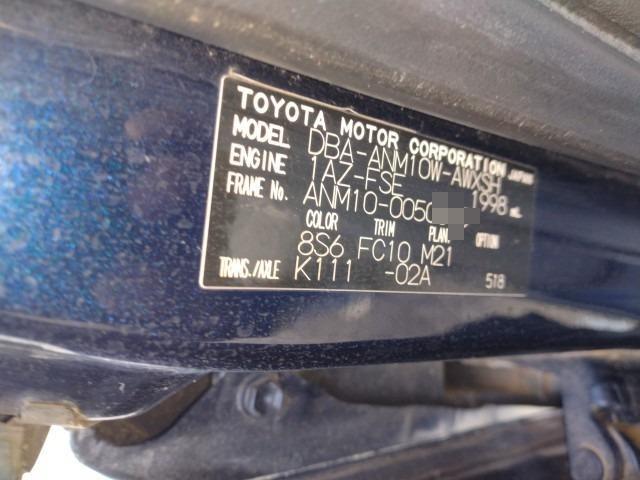 TOYOTA MOTOR CORPORATION JAPAN
MODEL DBA-ANM10W-AWXSH
ENGINE 1AZ-FSE 1998 mL
FRAME No. ANM10-0050
COLOR TRIM PLAN. OPTION
8S6 FC10 M21
TRANS./AXLE K111 -02A 518